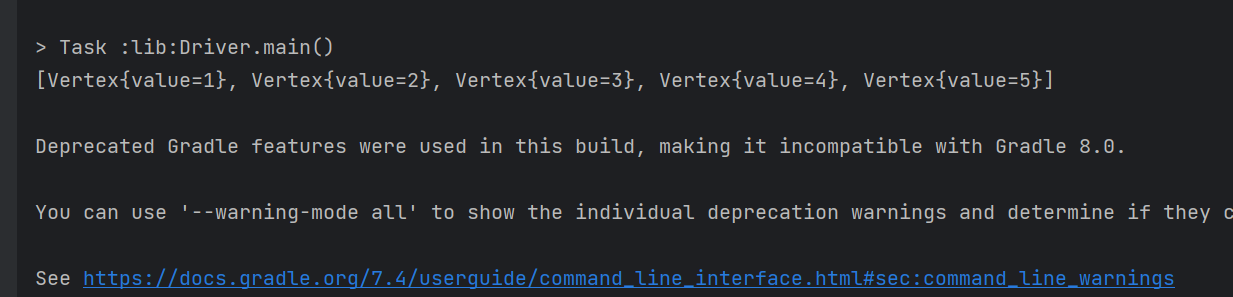 > Task :lib:Driver.main()
[Vertex{value=1}, Vertex{value=2}, Vertex{value=3}, Vertex{value=4}, Vertex{value=5}]
Deprecated Gradle features were used in this build, making it incompatible with Gradle 8.0.
You can use '--warning-mode all' to show the individual deprecation warnings and determine if they
See https://docs.gradle.org/7.4/userguide/command_line_interface.html#sec:command_line_warnings